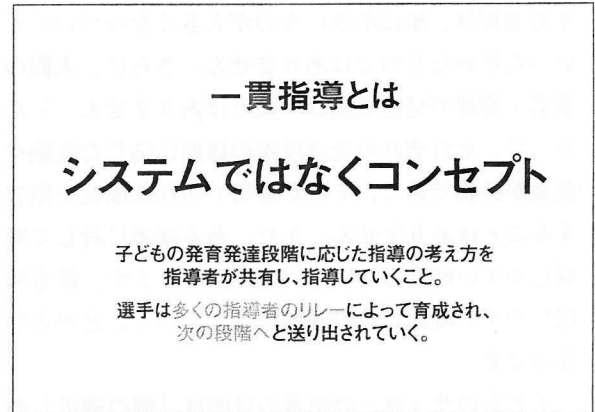 一貫指導とは
システムではなくコンセプト
子どもの発育発達段階に応じた指導の考え方を
指導者が共有し、指導していくこと。
選手は多くの指導者のリレーによって育成され、
次の段階へと送り出されていく。